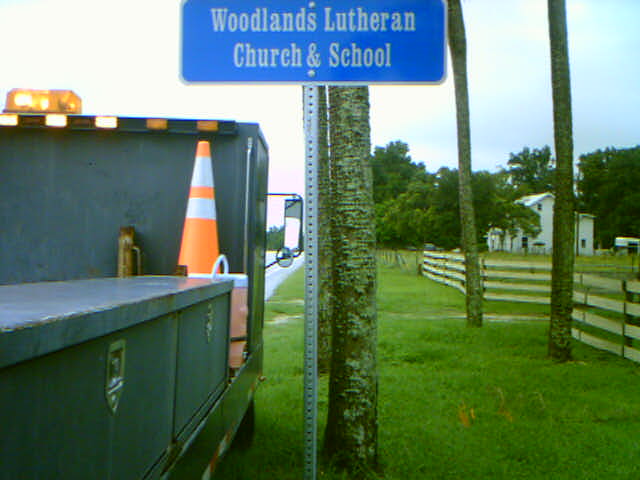 Woodlands Lutheran
Church & School